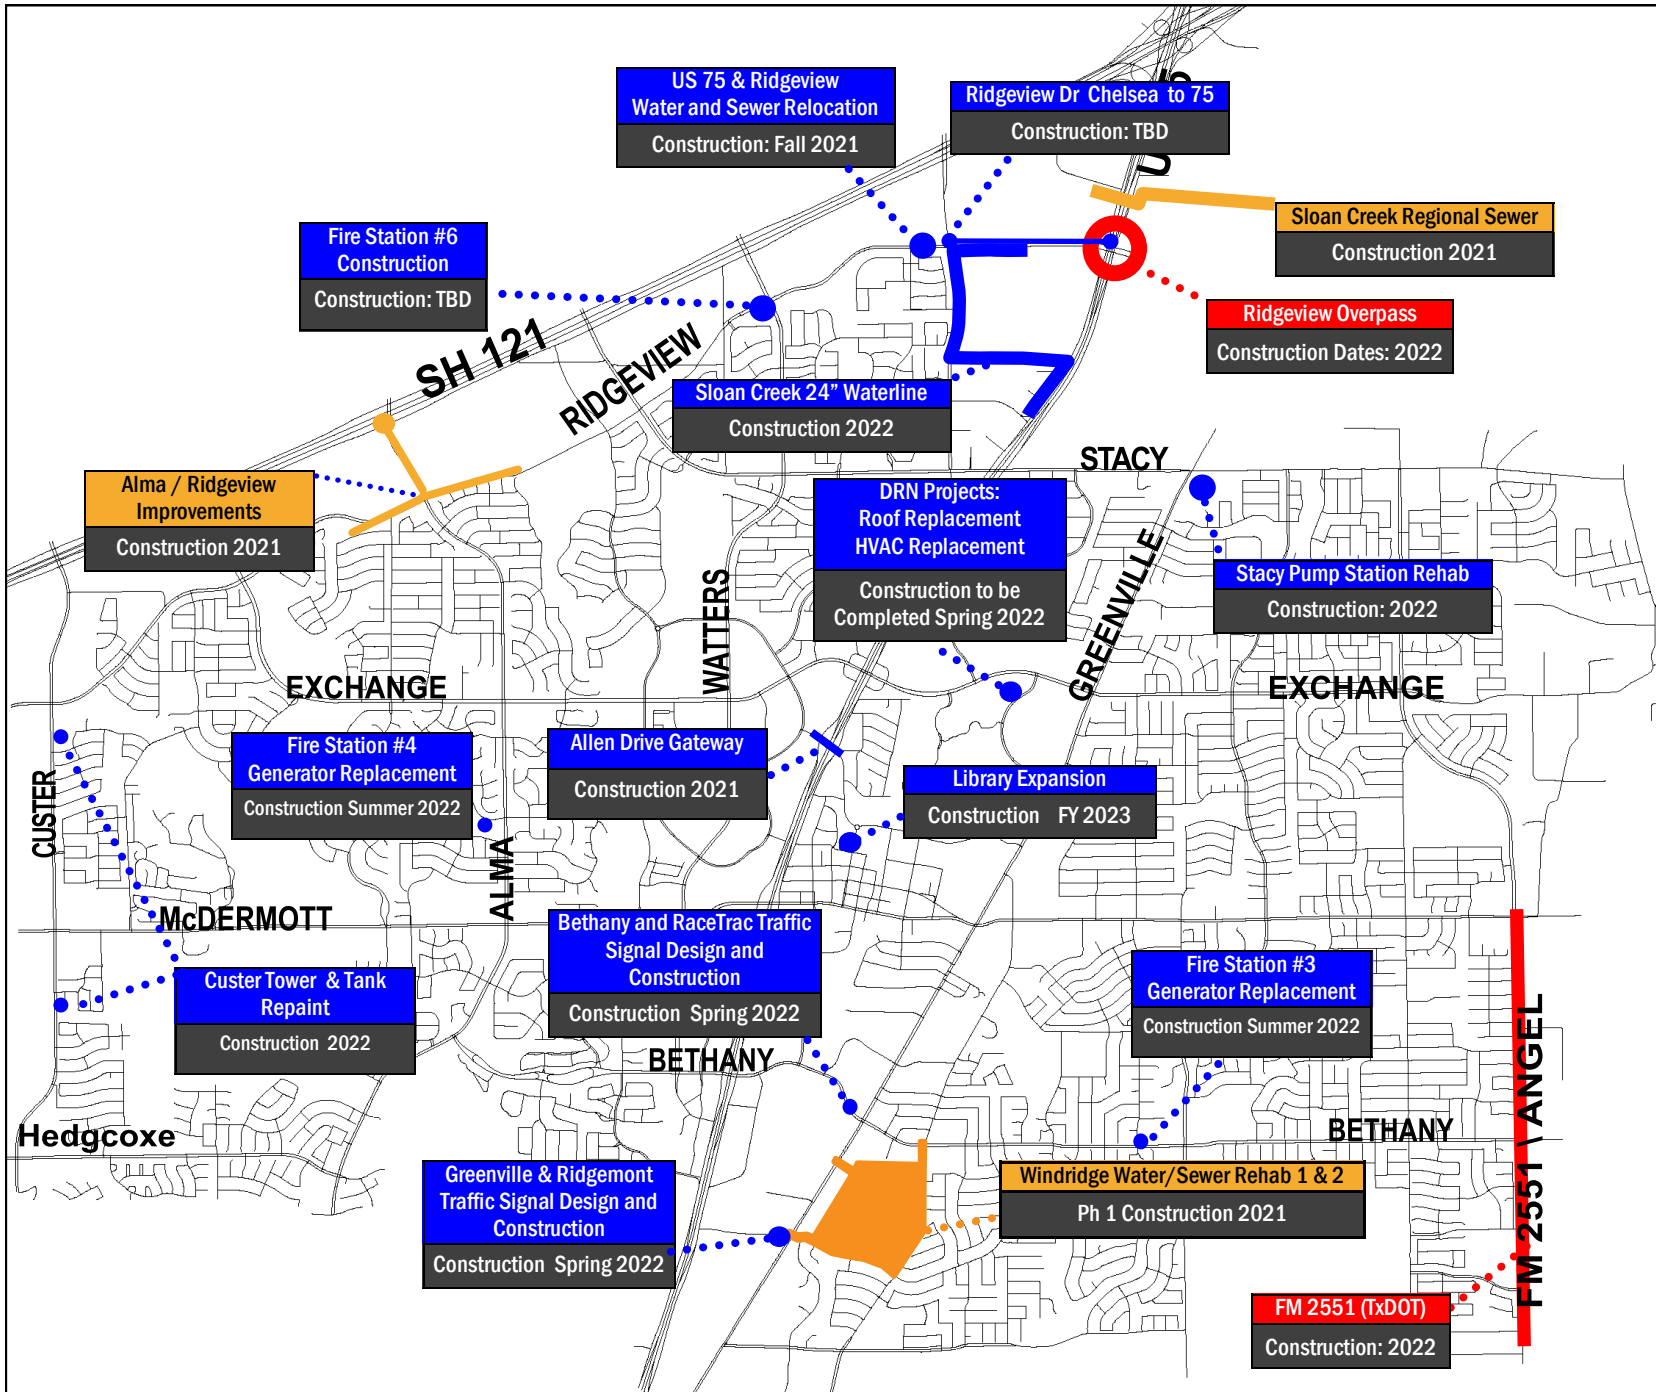 US 75 & Ridgeview
Water and Sewer Relocation
Construction: Fall 2021
Ridgeview Dr Chelsea to 75
Construction: TBD
Sloan Creek Regional Sewer
Construction 2021
Fire Station #6
Construction
Construction: TBD
Ridgeview Overpass
Construction Dates: 2022
SH 121
RIDGEVIEW
Sloan Creek 24” Waterline
Construction 2022
STACY
Alma / Ridgeview
Improvements
Construction 2021
DRN Projects:
Roof Replacement
HVAC Replacement
Construction to be
Completed Spring 2022
Stacy Pump Station Rehab
Construction: 2022
WATTERS
GREENVILLE
EXCHANGE
EXCHANGE
Fire Station #4
Generator Replacement
Construction Summer 2022
Allen Drive Gateway
Construction 2021
Library Expansion
Construction FY 2023
CUSTER
ALMA
McDERMOTT
Bethany and RaceTrac Traffic
Signal Design and
Construction
Construction Spring 2022
Custer Tower & Tank
Repaint
Construction 2022
Fire Station #3
Generator Replacement
Construction Summer 2022
BETHANY
BETHANY
Hedgcoxe
FM 2551 \ ANGEL
Greenville & Ridgemont
Traffic Signal Design and
Construction
Construction Spring 2022
Windridge Water/Sewer Rehab 1 & 2
Ph 1 Construction 2021
FM 2551 (TxDOT)
Construction: 2022